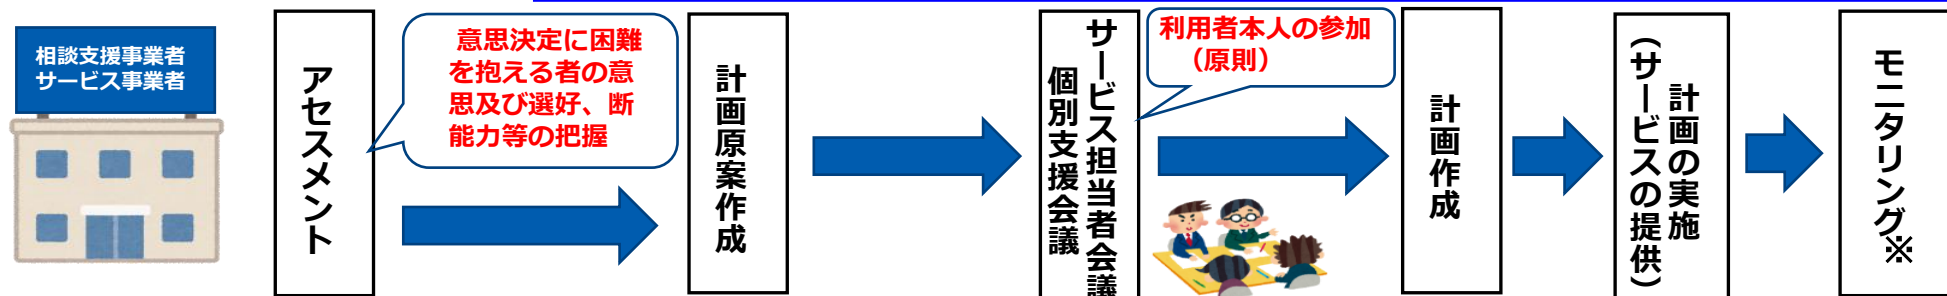 相談支援事業者
サービス事業者
アセスメント
意思決定に困難
を抱える者の意
思及び選好、断
能力等の把握
計画原案作成
サービス担当者会議
個別支援会議
利用者本人の参加
（原則）
計画作成
計画の実施
（サービスの提供）
モニタリング※